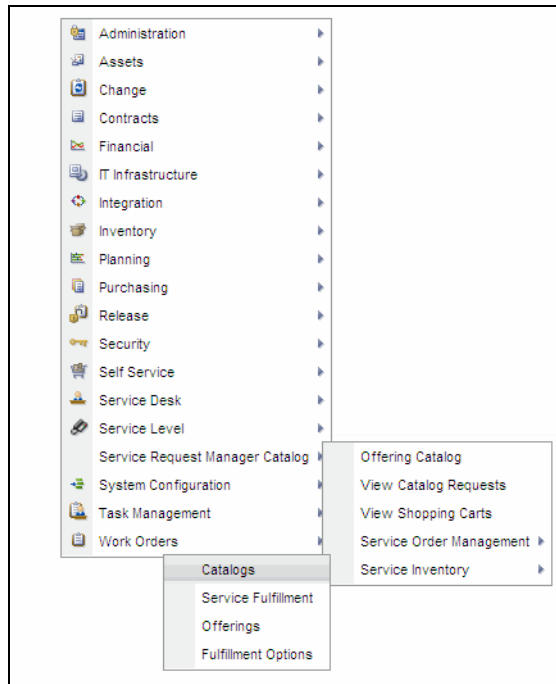 Administration
Assets
Change
Contracts
Financial
IT Infrastructure
Integration
Inventory
Planning
Purchasing
Release
Security
Self Service
Service Desk
Service Level
Service Request Manager Catalog
System Configuration
Task Management
Work Orders
Offering Catalog
View Catalog Requests
View Shopping Carts
Service Order Management
Service Inventory
Catalogs
Service Fulfillment
Offerings
Fulfillment Options